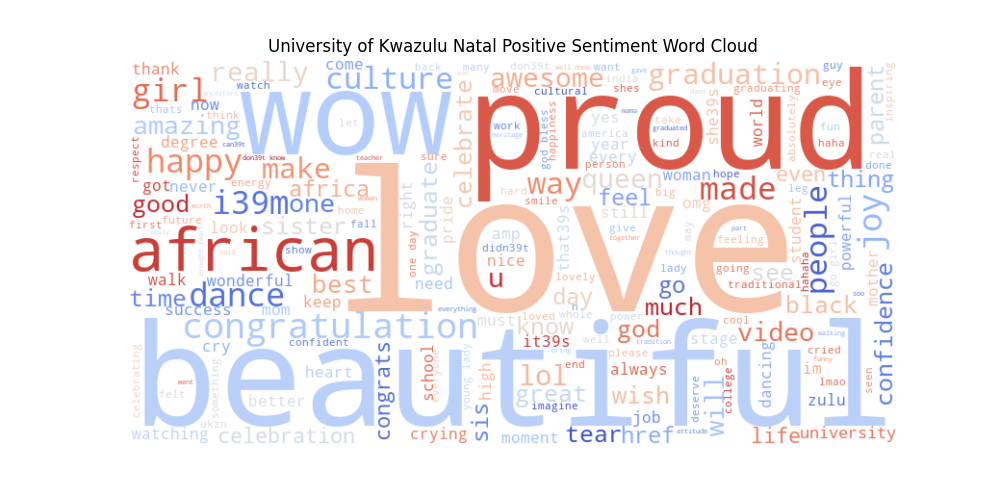 University of Kwazulu Natal Positive Sentiment Word Cloud
thank
really
come
back
many
don39t
want
gave
guy
girl
watch
culture
awesome
move
india
graduation
eye
thats
now
wow
proud
cultural
shes
graduating
parent
inspiring
amazing
think
let
celebrate
work
god bless
happiness
yes
america
year
take
graduated
kind
she39s
world
absolutely
fun
haha
respect
degree
can39t
don39t know
teacher
sure
person
every
real
happy
make
way
queen
woman
hope
even
done
thing
got
never
energy
africa
women
right
graduated
hard
smile
made
big
leg
good
worth
i39m
one
home
love
feel
omg
student
people
powerful
joy
first
future
look
sister
fall
pride
still
give
together
may
part
feeling
african
show
one day
amp
didn39t
nice
that39s
lady
thought
go
going
see
traditional
hahaha
go girl
mother
walk
wonderful
best
need
u
lovely
day
time
dance
keep
much
black
soo
confidence
success
mom
everything
congratulation
must
know
loved
n
whole
power
god
cool
video
walking
beautiful
cry
confident
it39s
well
tradition
stage
oh
cried
funny
celebrating
went
felt
something
heart
congrats
school
everyone
young lady
high
lol
end
please
always
bring
im
lmao
seen
better
sis
great
imagine
wish
deserve
college
dancing
zulu
ukzn
job
will
watching
celebration
crying
moment
tear
href
attitude
life
university